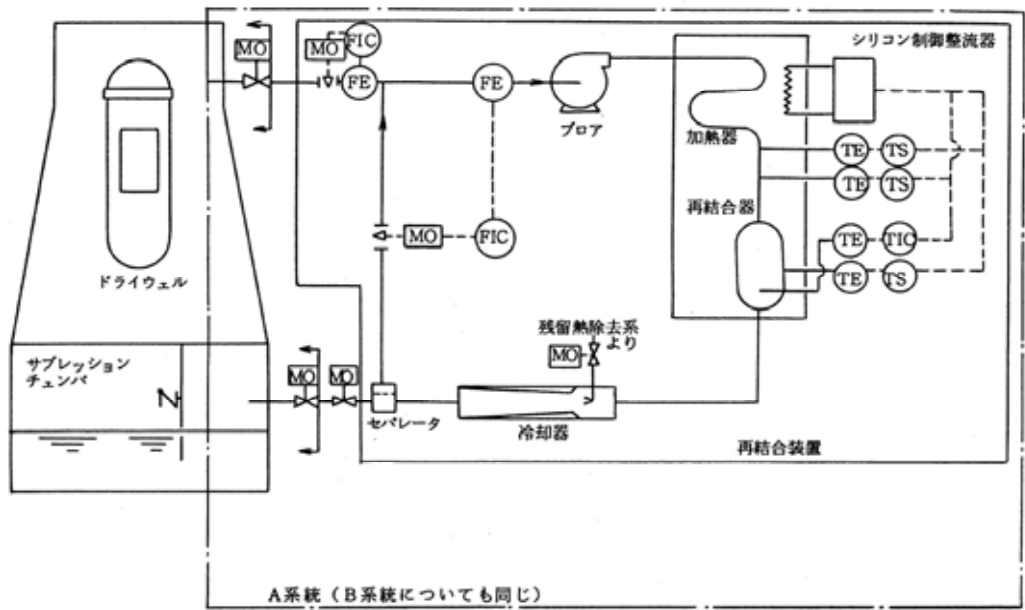 シリコン制御整流器
MO
MO
FIC
FE
FE
ブロア
加熱器
TE
TS
TE
TS
再結合器
TE
TIC
TE
TS
MO
FIC
ドライウェル
残留熱除去系
より
MO
サプレッション
チェンバ
MO
MO
セパレータ
冷却器
再結合装置
A系統(B系統についても同じ)